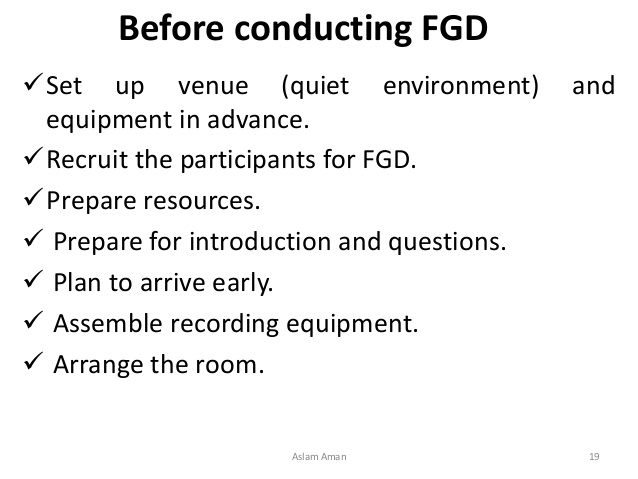 Before conducting FGD
✓Set up venue (quiet environment) and
equipment in advance.
✓Recruit the participants for FGD.
✓Prepare resources.
✓ Prepare for introduction and questions.
✓ Plan to arrive early.
✓ Assemble recording equipment.
✓ Arrange the room.
Aslam Aman
19